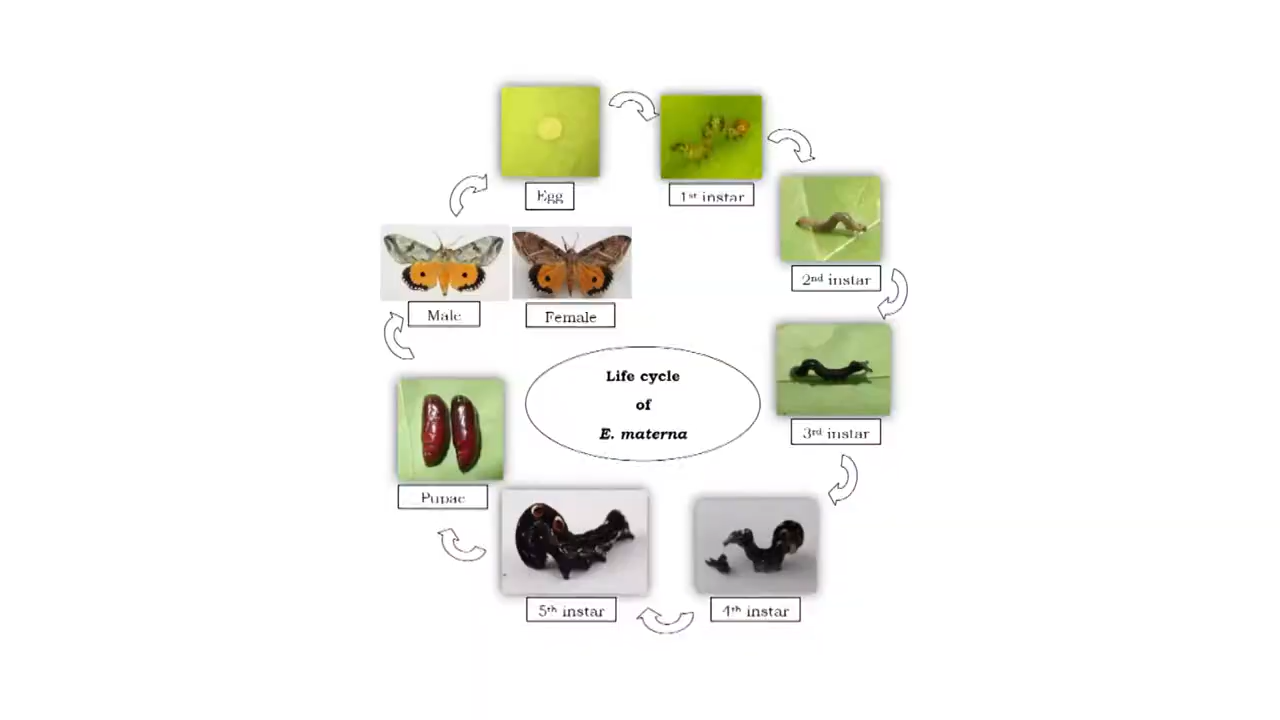 Egg
1st instar
2nd instar
Male
Female
Life cycle
of
E. materna
3rd instar
Pupae
5th instar
4th instar